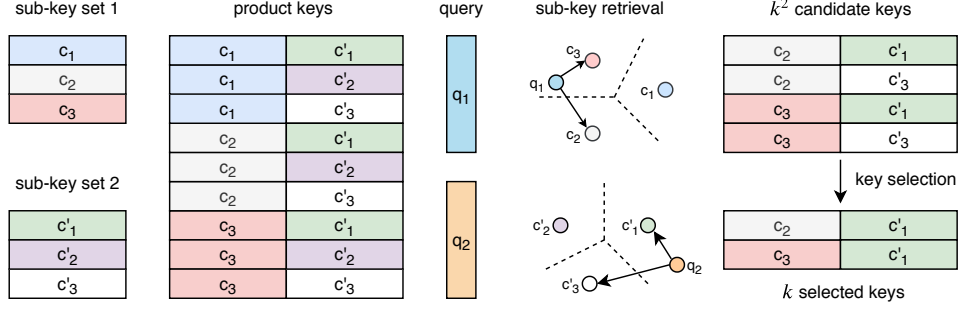 sub-key set 1
c₁
c₂
c₃
sub-key set 2
c'₁
c'₂
c'₃
product keys
c₁ c'₁
c₁ c'₂
c₁ c'₃
c₂ c'₁
c₂ c'₂
c₂ c'₃
c₃ c'₁
c₃ c'₂
c₃ c'₃
query
q₁
q₂
sub-key retrieval
c₃
q₁
c₁
c₂
c'₂
c'₁
q₂
c'₃
k² candidate keys
c₂ c'₁
c₂ c'₃
c₃ c'₁
c₃ c'₃
key selection
c₂ c'₁
c₃ c'₁
k selected keys